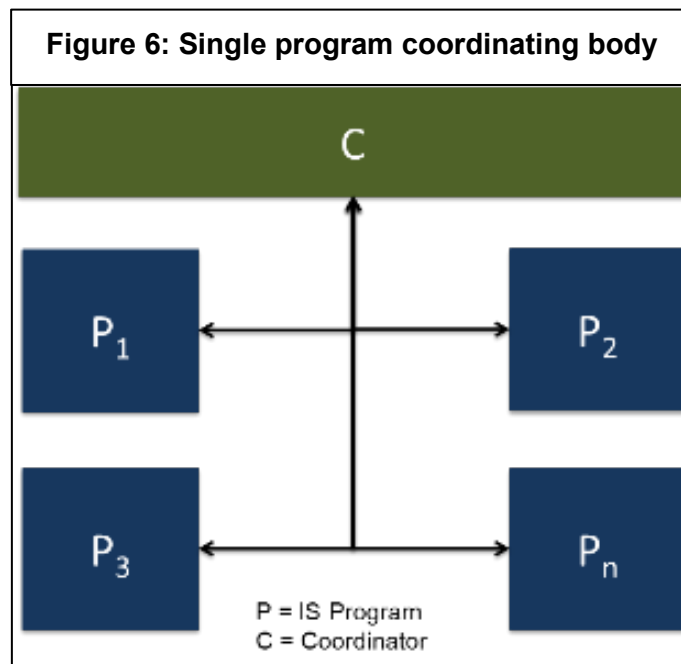 Figure 6: Single program coordinating body
C
P1
P2
P3
Pn
P = IS Program
C = Coordinator